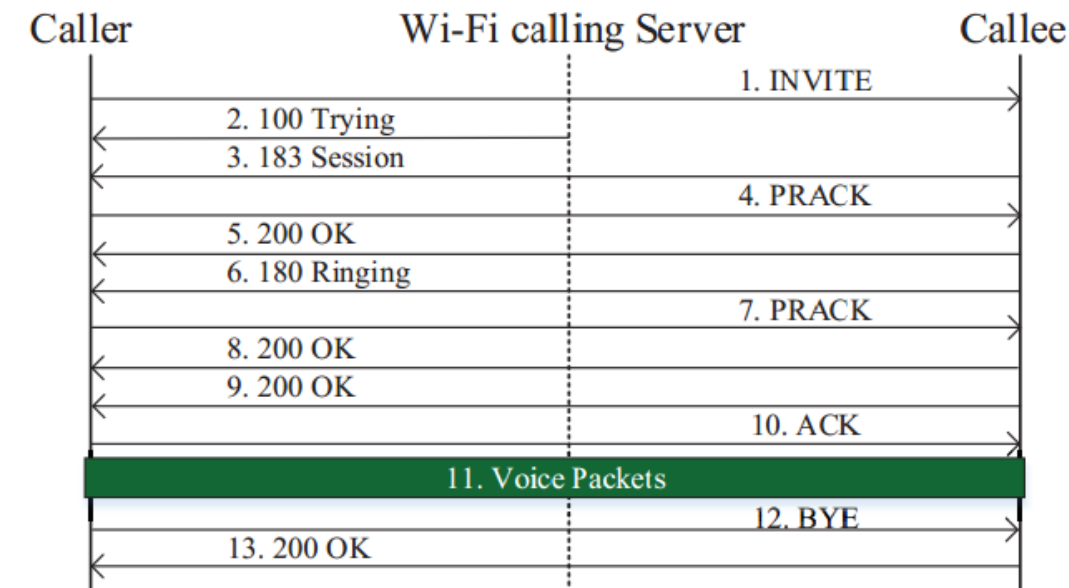 Caller Wi-Fi calling Server Callee
1. INVITE
2. 100 Trying
3. 183 Session
4. PRACK
5. 200 OK
6. 180 Ringing
7. PRACK
8. 200 OK
9. 200 OK
10. ACK
11. Voice Packets
12. BYE
13. 200 OK